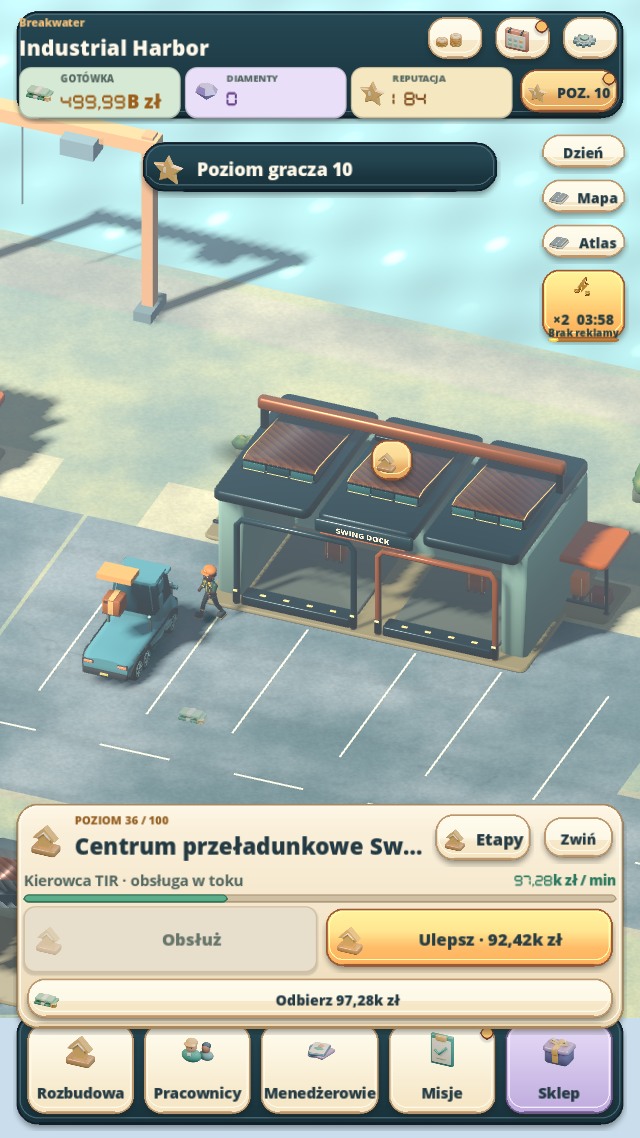 Breakwater
Industrial Harbor
GOTÓWKA
499,99B zł
DIAMENTY
0
REPUTACJA
184
POZ. 10
Poziom gracza 10
Dzień
Mapa
Atlas
×2 03:58
Brak reklamy
SWING DOCK
POZIOM 36 / 100
Centrum przeładunkowe Sw...
Etapy
Zwiń
Kierowca TIR · obsługa w toku
97,28k zł / min
Obsłuż
Ulepsz · 92,42k zł
Odbierz 97,28k zł
Rozbudowa
Pracownicy
Menedżerowie
Misje
Sklep